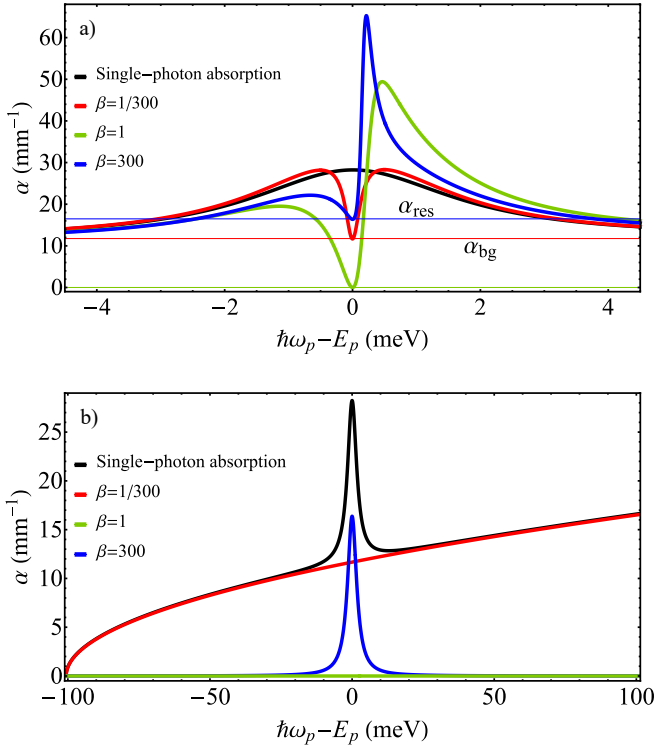 a)
Single−photon absorption
β=1/300
β=1
β=300
α (mm⁻¹)
60
50
40
30
20
10
0
α_res
α_bg
−4
−2
0
2
4
ℏω_p−E_p (meV)
b)
Single−photon absorption
β=1/300
β=1
β=300
α (mm⁻¹)
25
20
15
10
5
0
−100
−50
0
50
100
ℏω_p−E_p (meV)